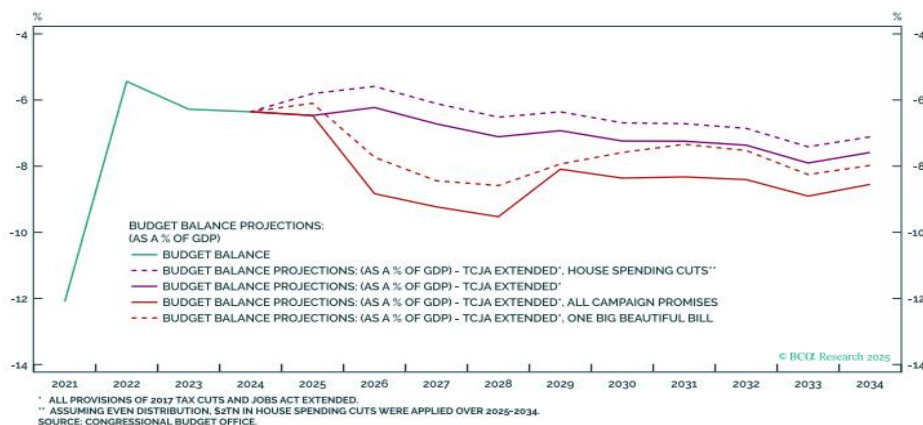 % %
-4 -4
-6 -6
-8 -8
-10 -10
-12 -12
-14 -14
BUDGET BALANCE PROJECTIONS:
(AS A % OF GDP)
BUDGET BALANCE
BUDGET BALANCE PROJECTIONS: (AS A % OF GDP) - TCJA EXTENDED*, HOUSE SPENDING CUTS**
BUDGET BALANCE PROJECTIONS: (AS A % OF GDP) - TCJA EXTENDED*
BUDGET BALANCE PROJECTIONS: (AS A % OF GDP) - TCJA EXTENDED*, ALL CAMPAIGN PROMISES
BUDGET BALANCE PROJECTIONS: (AS A % OF GDP) - TCJA EXTENDED*, ONE BIG BEAUTIFUL BILL
© BCα Research 2025
2021 2022 2023 2024 2025 2026 2027 2028 2029 2030 2031 2032 2033 2034
* ALL PROVISIONS OF 2017 TAX CUTS AND JOBS ACT EXTENDED.
** ASSUMING EVEN DISTRIBUTION, $2TN IN HOUSE SPENDING CUTS WERE APPLIED OVER 2025-2034.
SOURCE: CONGRESSIONAL BUDGET OFFICE.